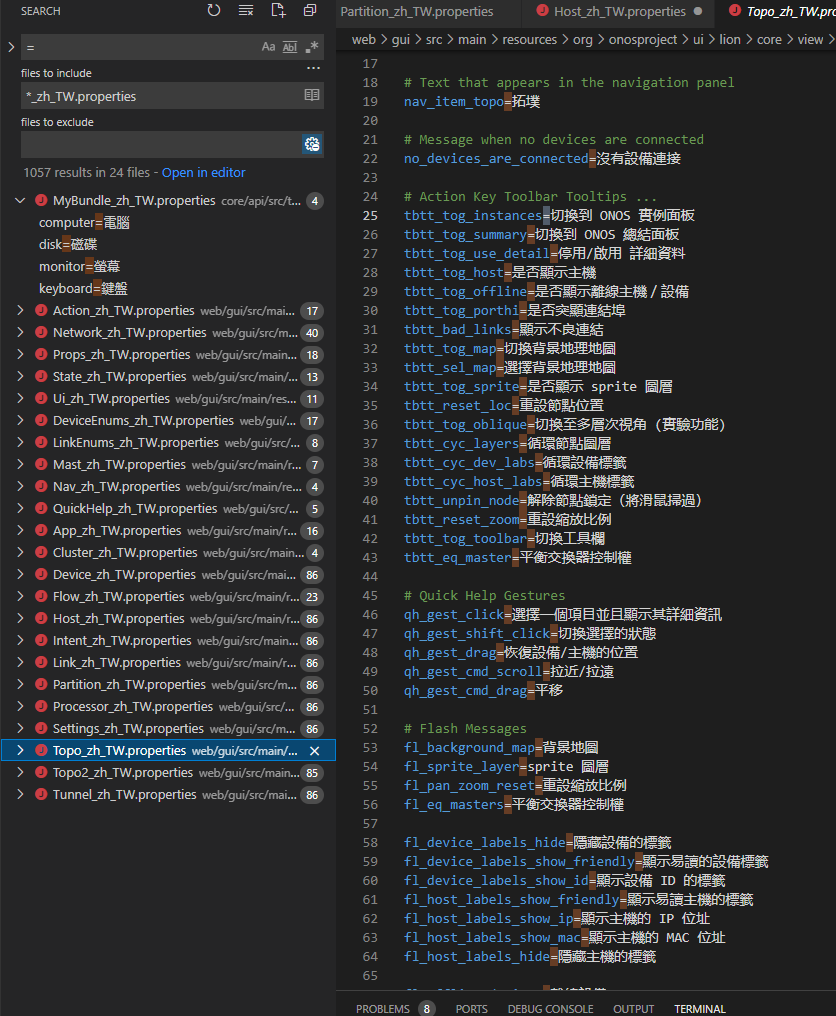 SEARCH
=
Aa Abl .*
files to include
...
*_zh_TW.properties
files to exclude
1057 results in 24 files - Open in editor
MyBundle_zh_TW.properties core/api/src/t... 4
computer=電腦
disk=磁碟
monitor=螢幕
keyboard=鍵盤
Action_zh_TW.properties web/gui/src/mai... 17
Network_zh_TW.properties web/gui/src/m... 40
Props_zh_TW.properties web/gui/src/mai... 18
State_zh_TW.properties web/gui/src/main/... 13
Ui_zh_TW.properties web/gui/src/main/res... 11
DeviceEnums_zh_TW.properties web/gui/... 17
LinkEnums_zh_TW.properties web/gui/src/... 8
Mast_zh_TW.properties web/gui/src/main/r... 7
Nav_zh_TW.properties web/gui/src/main/re... 4
QuickHelp_zh_TW.properties web/gui/src/... 5
App_zh_TW.properties web/gui/src/main/r... 16
Cluster_zh_TW.properties web/gui/src/main... 4
Device_zh_TW.properties web/gui/src/mai... 86
Flow_zh_TW.properties web/gui/src/main/r... 23
Host_zh_TW.properties web/gui/src/main/r... 86
Intent_zh_TW.properties web/gui/src/mai... 86
Link_zh_TW.properties web/gui/src/main/r... 86
Partition_zh_TW.properties web/gui/src/m... 86
Processor_zh_TW.properties web/gui/src/... 86
Settings_zh_TW.properties web/gui/src/m... 86
Topo_zh_TW.properties web/gui/src/main/...
Topo2_zh_TW.properties web/gui/src/mai... 85
Tunnel_zh_TW.properties web/gui/src/mai... 86
Partition_zh_TW.properties Host_zh_TW.properties Topo_zh_TW.pro
web > gui > src > main > resources > org > onosproject > ui > lion > core > view >
17
18 # Text that appears in the navigation panel
19 nav_item_topo=拓墣
20
21 # Message when no devices are connected
22 no_devices_are_connected=沒有設備連接
23
24 # Action Key Toolbar Tooltips ...
25 tbtt_tog_instances=切換到 ONOS 實例面板
26 tbtt_tog_summary=切換到 ONOS 總結面板
27 tbtt_tog_use_detail=停用/啟用 詳細資料
28 tbtt_tog_host=是否顯示主機
29 tbtt_tog_offline=是否顯示離線主機／設備
30 tbtt_tog_porthi=是否突顯連結埠
31 tbtt_bad_links=顯示不良連結
32 tbtt_tog_map=切換背景地理地圖
33 tbtt_sel_map=選擇背景地理地圖
34 tbtt_tog_sprite=是否顯示 sprite 圖層
35 tbtt_reset_loc=重設節點位置
36 tbtt_tog_oblique=切換至多層次視角（實驗功能）
37 tbtt_cyc_layers=循環節點圖層
38 tbtt_cyc_dev_labs=循環設備標籤
39 tbtt_cyc_host_labs=循環主機標籤
40 tbtt_unpin_node=解除節點鎖定（將滑鼠掃過）
41 tbtt_reset_zoom=重設縮放比例
42 tbtt_tog_toolbar=切換工具欄
43 tbtt_eq_master=平衡交換器控制權
44
45 # Quick Help Gestures
46 qh_gest_click=選擇一個項目並且顯示其詳細資訊
47 qh_gest_shift_click=切換選擇的狀態
48 qh_gest_drag=恢復設備/主機的位置
49 qh_gest_cmd_scroll=拉近/拉遠
50 qh_gest_cmd_drag=平移
51
52 # Flash Messages
53 fl_background_map=背景地圖
54 fl_sprite_layer=sprite 圖層
55 fl_pan_zoom_reset=重設縮放比例
56 fl_eq_masters=平衡交換器控制權
57
58 fl_device_labels_hide=隱藏設備的標籤
59 fl_device_labels_show_friendly=顯示易讀的設備標籤
60 fl_device_labels_show_id=顯示設備 ID 的標籤
61 fl_host_labels_show_friendly=顯示易讀主機的標籤
62 fl_host_labels_show_ip=顯示主機的 IP 位址
63 fl_host_labels_show_mac=顯示主機的 MAC 位址
64 fl_host_labels_hide=隱藏主機的標籤
65
PROBLEMS 8 PORTS DEBUG CONSOLE OUTPUT TERMINAL